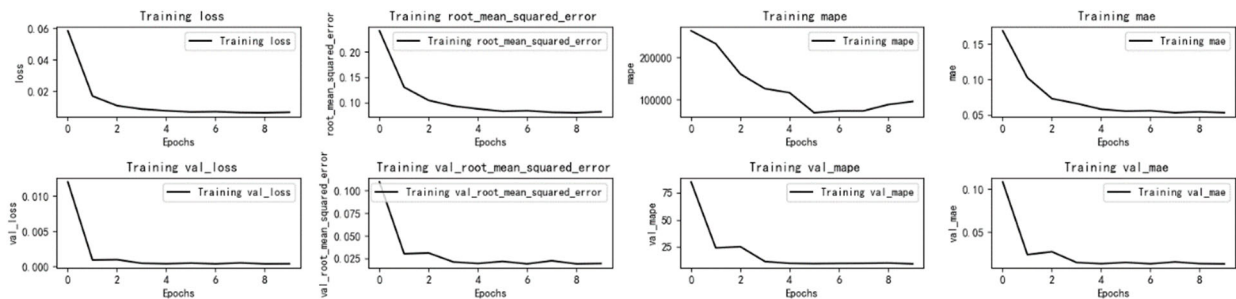 Training loss
0.06
0.04
0.02
loss
Training loss
0 2 4 6 8
Epochs
Training root_mean_squared_error
0.20
0.15
0.10
root_mean_squared_error
Training root_mean_squared_error
0 2 4 6 8
Epochs
Training mape
200000
100000
mape
Training mape
0 2 4 6 8
Epochs
Training mae
0.15
0.10
0.05
mae
Training mae
0 2 4 6 8
Epochs
Training val_loss
0.010
0.005
0.000
val_loss
Training val_loss
0 2 4 6 8
Epochs
Training val_root_mean_squared_error
0.100
0.075
0.050
0.025
val_root_mean_squared_error
Training val_root_mean_squared_error
0 2 4 6 8
Epochs
Training val_mape
75
50
25
val_mape
Training val_mape
0 2 4 6 8
Epochs
Training val_mae
0.10
0.05
val_mae
Training val_mae
0 2 4 6 8
Epochs